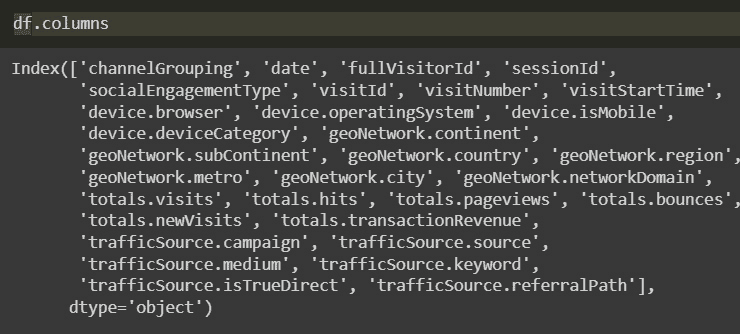 df.columns
Index(['channelGrouping', 'date', 'fullVisitorId', 'sessionId',
'socialEngagementType', 'visitId', 'visitNumber', 'visitStartTime',
'device.browser', 'device.operatingSystem', 'device.isMobile',
'device.deviceCategory', 'geoNetwork.continent',
'geoNetwork.subContinent', 'geoNetwork.country', 'geoNetwork.region',
'geoNetwork.metro', 'geoNetwork.city', 'geoNetwork.networkDomain',
'totals.visits', 'totals.hits', 'totals.pageviews', 'totals.bounces',
'totals.newVisits', 'totals.transactionRevenue',
'trafficSource.campaign', 'trafficSource.source',
'trafficSource.medium', 'trafficSource.keyword',
'trafficSource.isTrueDirect', 'trafficSource.referralPath'],
dtype='object')